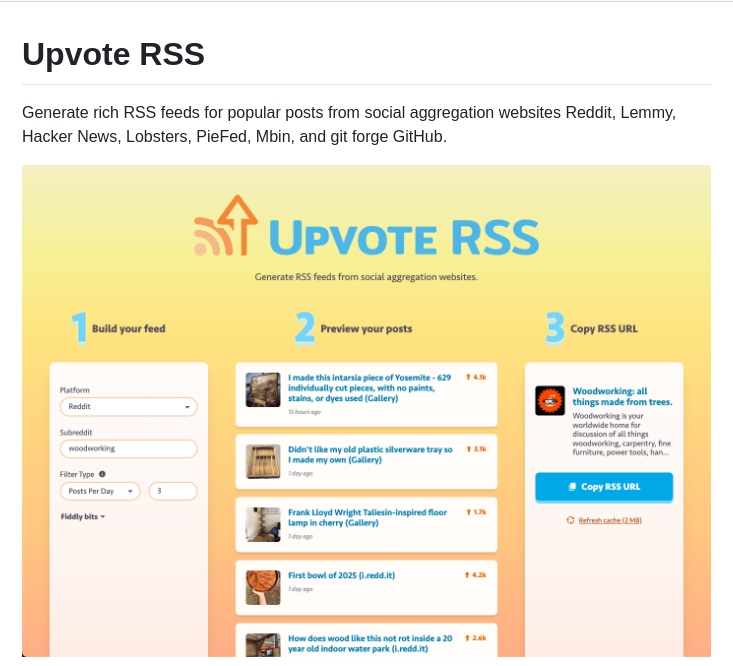 Upvote RSS
Generate rich RSS feeds for popular posts from social aggregation websites Reddit, Lemmy,
Hacker News, Lobsters, PieFed, Mbin, and git forge GitHub.
UPVOTE RSS
Generate RSS feeds from social aggregation websites.
1 Build your feed
Platform
Reddit
Subreddit
woodworking
Filter Type
Posts Per Day
3
Fiddly bits
2 Preview your posts
I made this intarsia piece of Yosemite - 629
individually cut pieces, with no paints,
stains, or dyes used (Gallery)
4.1k
13 hours ago
Didn't like my old plastic silverware tray so
I made my own (Gallery)
3.1k
1 day ago
Frank Lloyd Wright Taliesin-inspired floor
lamp in cherry (Gallery)
1.7k
1 day ago
First bowl of 2025 (i.redd.it)
4.2k
1 day ago
How does wood like this not rot inside a 20
year old indoor water park (i.redd.it)
2.6k
3 Copy RSS URL
Woodworking: all
things made from trees.
Woodworking is your
worldwide home for
discussion of all things
woodworking, carpentry, fine
furniture, power tools, han...
Copy RSS URL
Refresh cache (2 MB)